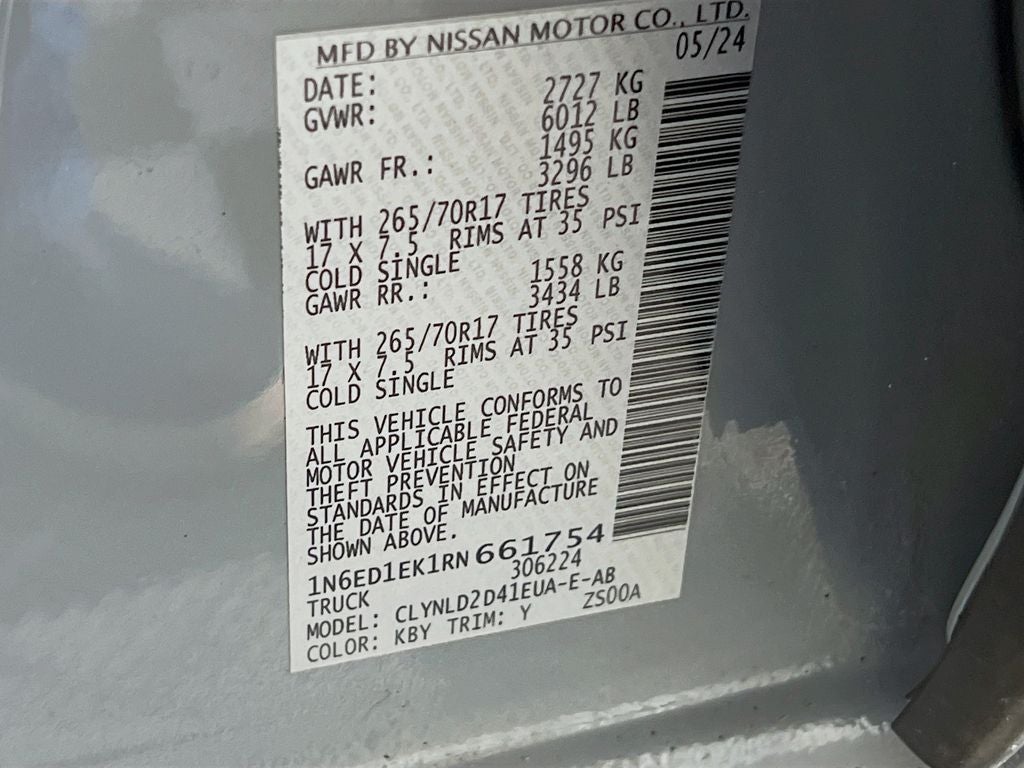 MFD BY NISSAN MOTOR CO., LTD.
DATE: 05/24
GVWR: 2727 KG
6012 LB
GAWR FR.: 1495 KG
3296 LB
WITH 265/70R17 TIRES
17 X 7.5 RIMS AT 35 PSI
COLD SINGLE
GAWR RR.: 1558 KG
3434 LB
WITH 265/70R17 TIRES
17 X 7.5 RIMS AT 35 PSI
COLD SINGLE
THIS VEHICLE CONFORMS TO
ALL APPLICABLE FEDERAL
MOTOR VEHICLE SAFETY AND
THEFT PREVENTION
STANDARDS IN EFFECT ON
THE DATE OF MANUFACTURE
SHOWN ABOVE.
1N6ED1EK1RN661754
TRUCK 306224
MODEL: CLYNLD2D41EUA-E-AB
COLOR: KBY TRIM: Y ZS00A